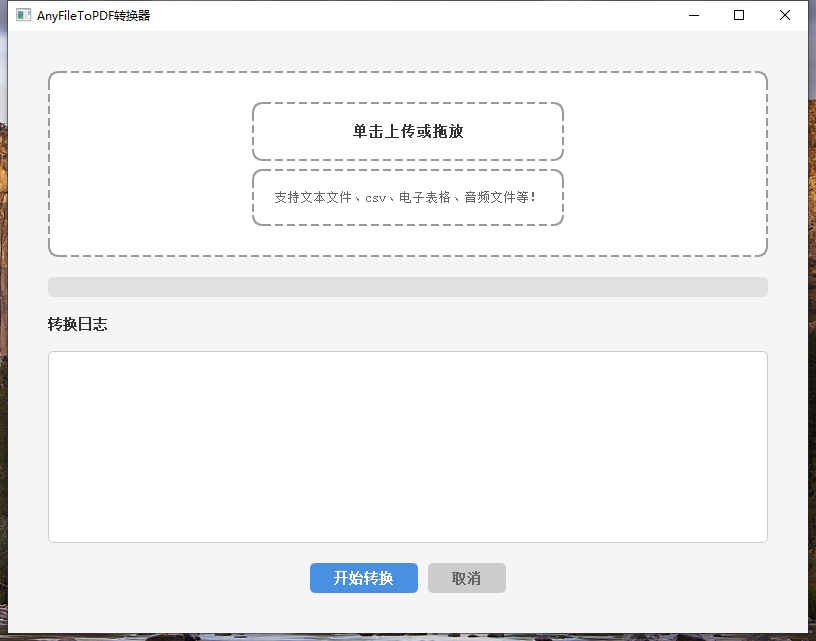 AnyFileToPDF转换器
单击上传或拖放
支持文本文件、csv、电子表格、音频文件等!
转换日志
开始转换
取消